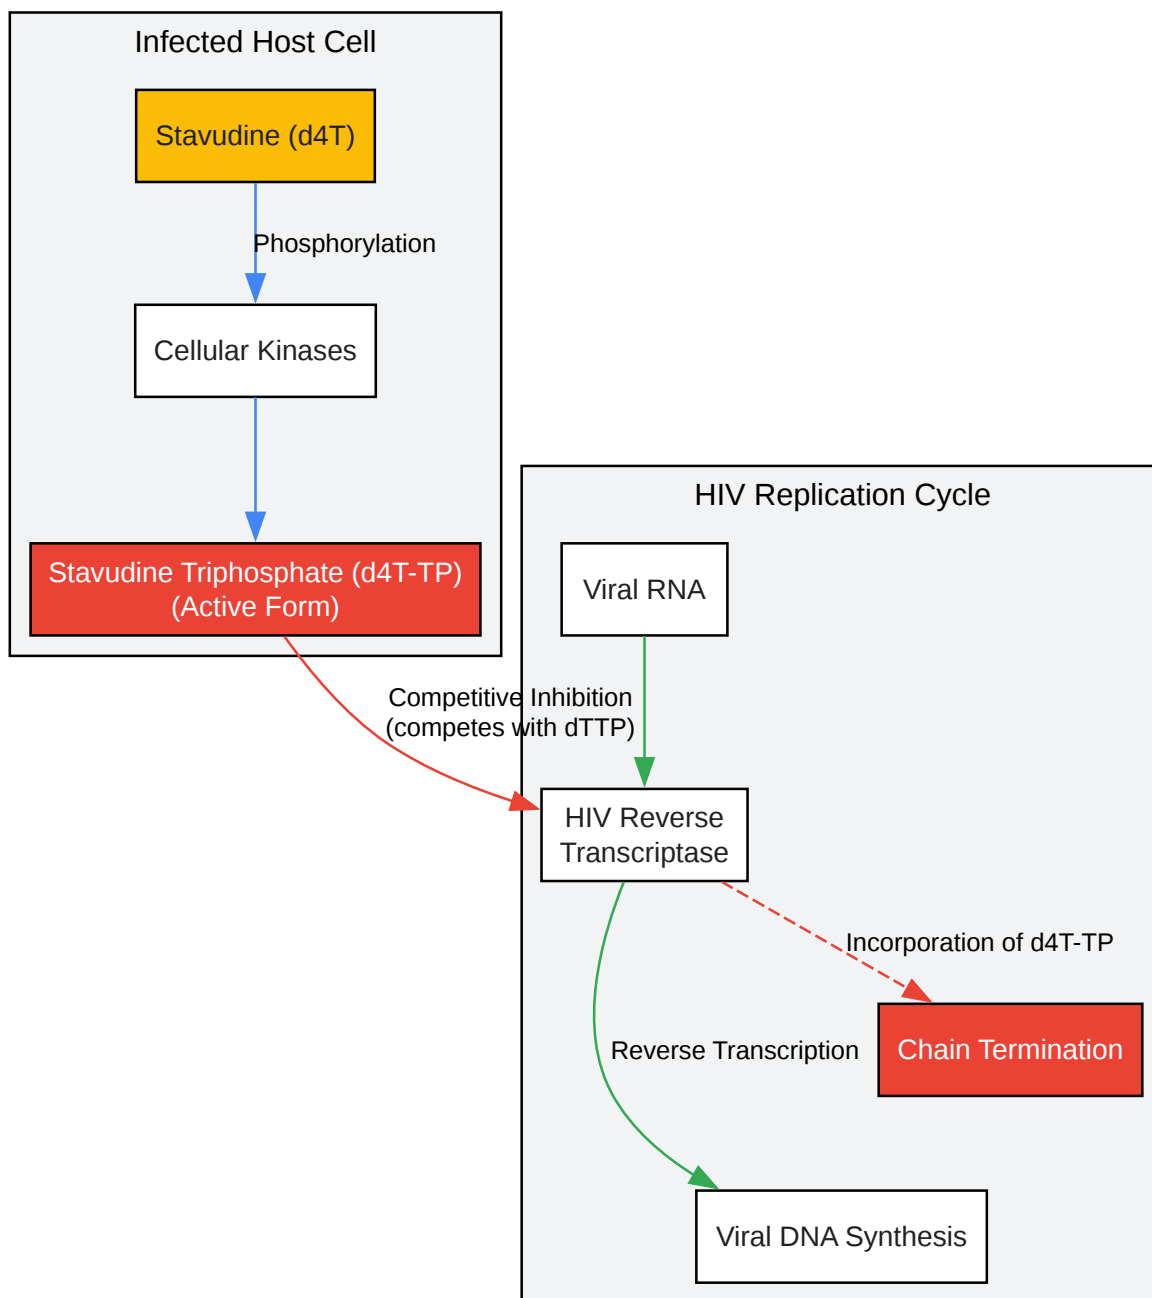 Infected Host Cell
Stavudine (d4T)
Phosphorylation
Cellular Kinases
Stavudine Triphosphate (d4T-TP)
(Active Form)
HIV Replication Cycle
Viral RNA
Competitive Inhibition
(competes with dTTP)
HIV Reverse
Transcriptase
Incorporation of d4T-TP
Reverse Transcription
Chain Termination
Viral DNA Synthesis